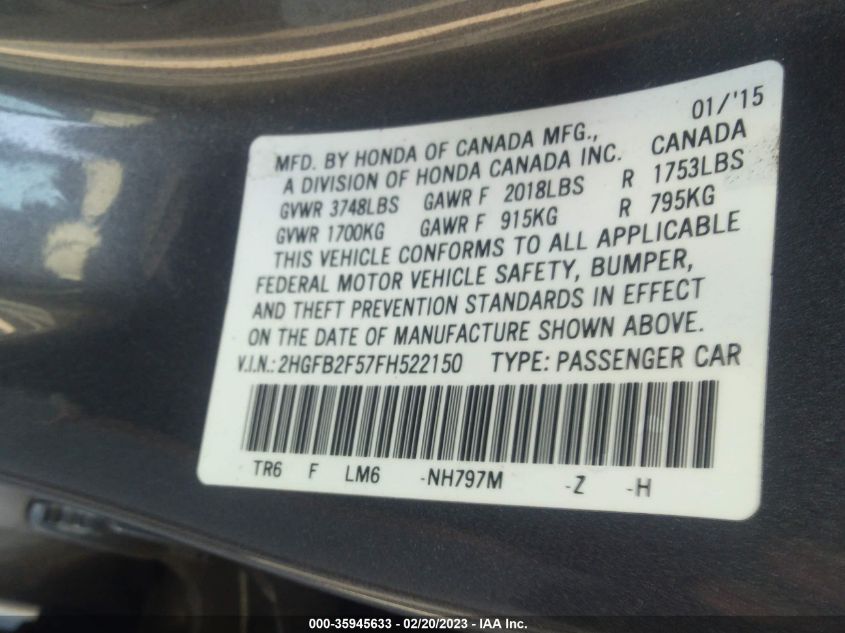 01/'15
MFD. BY HONDA OF CANADA MFG.,
A DIVISION OF HONDA CANADA INC. CANADA
GVWR 3748LBS GAWR F 2018LBS R 1753LBS
GVWR 1700KG GAWR F 915KG R 795KG
THIS VEHICLE CONFORMS TO ALL APPLICABLE
FEDERAL MOTOR VEHICLE SAFETY, BUMPER,
AND THEFT PREVENTION STANDARDS IN EFFECT
ON THE DATE OF MANUFACTURE SHOWN ABOVE.
V.I.N.: 2HGFB2F57FH522150 TYPE: PASSENGER CAR
TR6 F LM6 -NH797M -Z -H
000-35945633 - 02/20/2023 - IAA Inc.